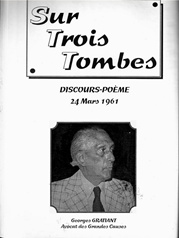 Sur
Trois
Tombes
DISCOURS-POÈME
24 Mars 1961
Georges GRATIANT
Avocat des Grandes Causes